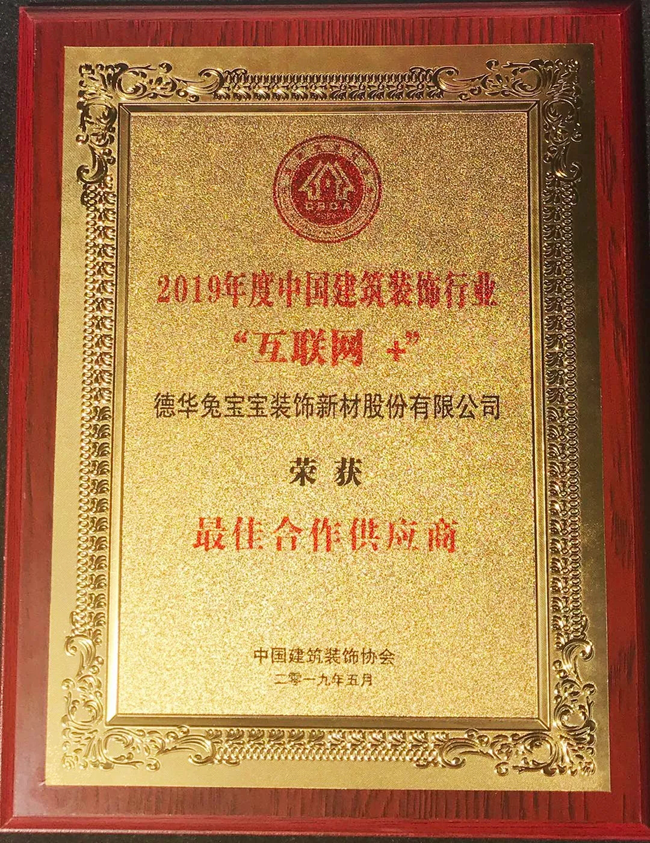 CBDA
2019年度中国建筑装饰行业
“互联网 +”
德华兔宝宝装饰新材股份有限公司
荣 获
最佳合作供应商
中国建筑装饰协会
二零一九年五月